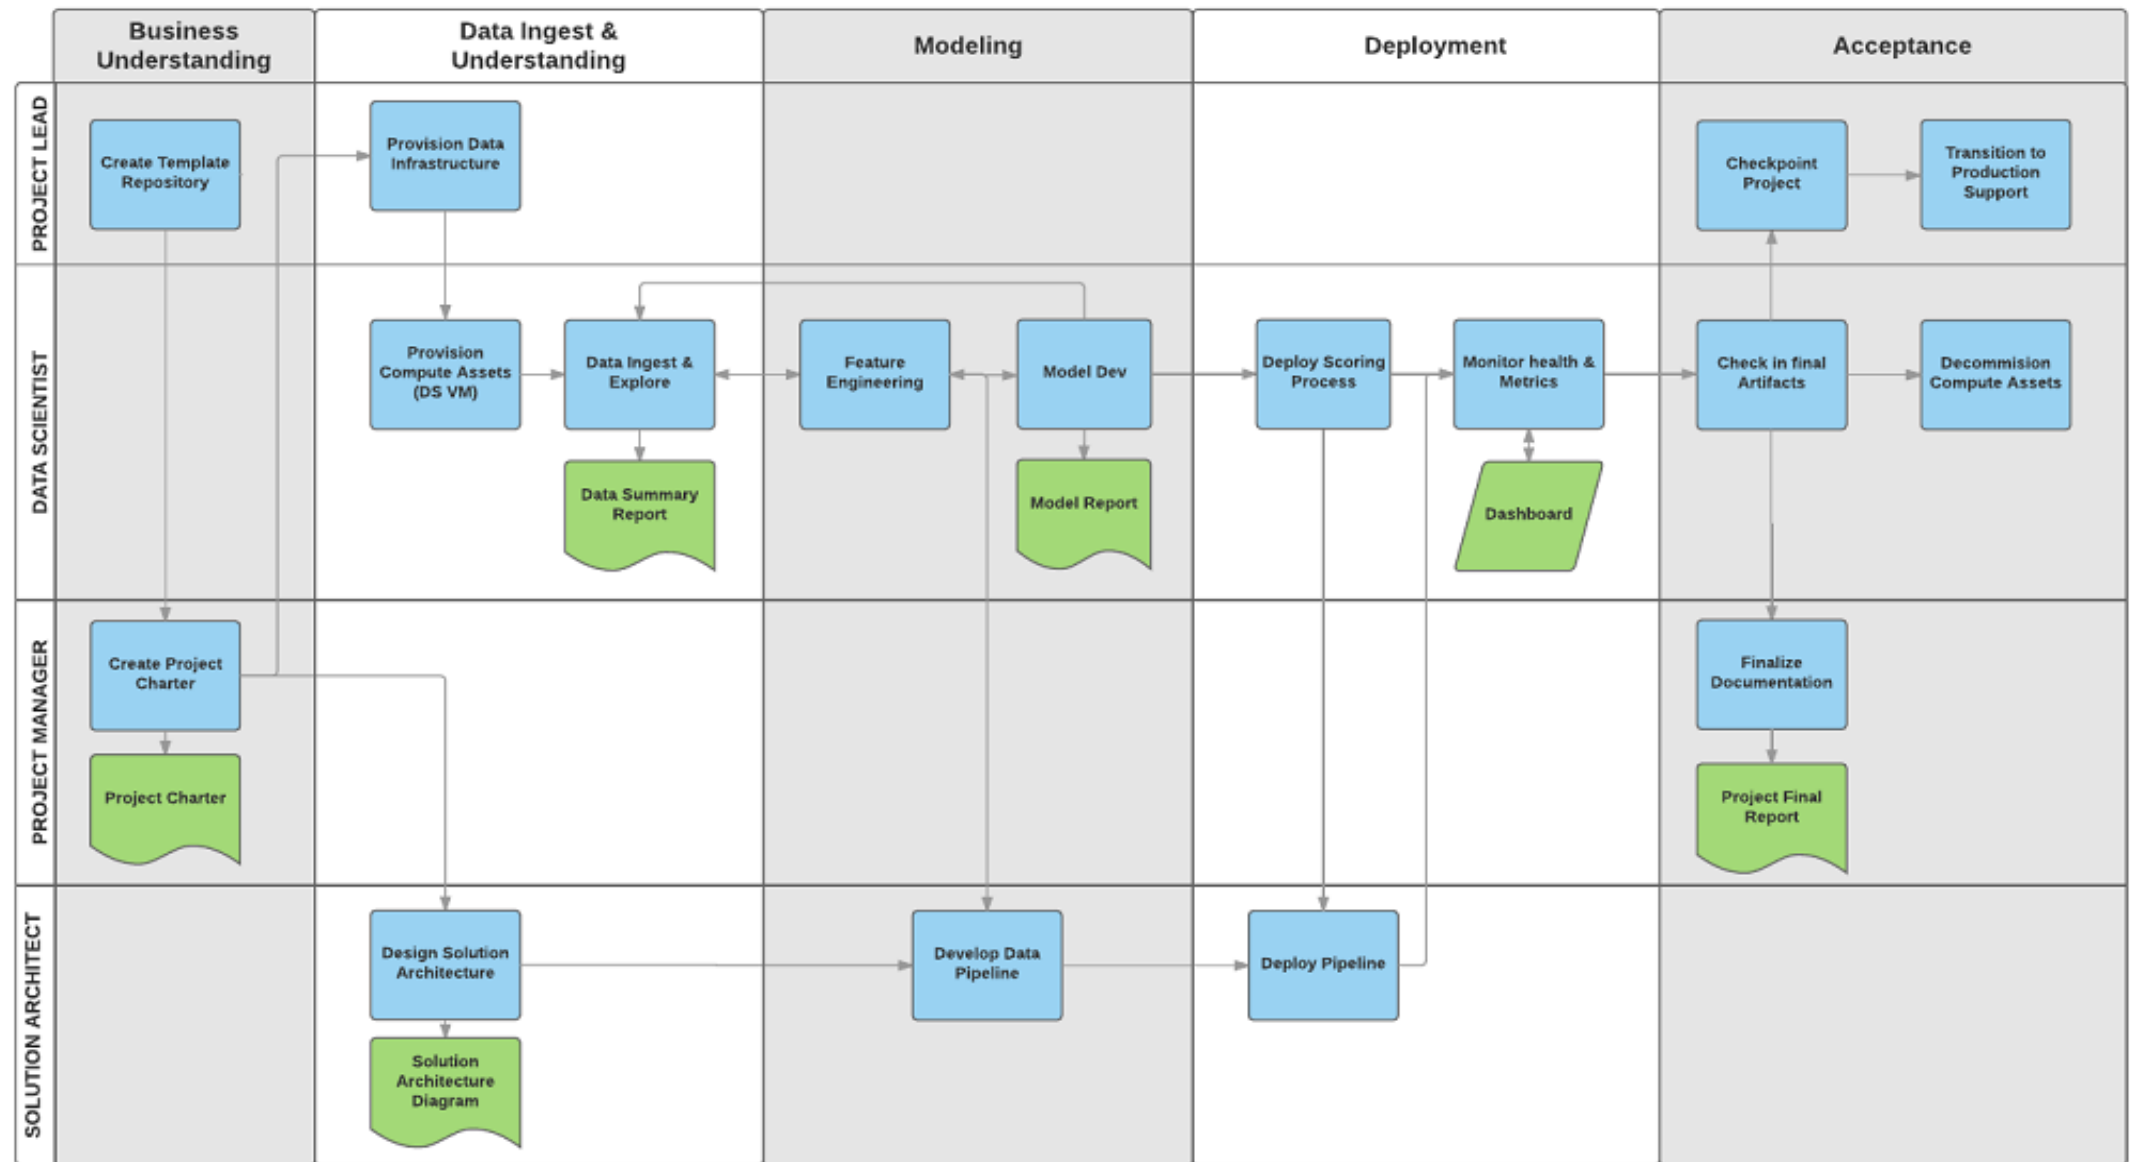 Business
Understanding
Data Ingest &
Understanding
Modeling
Deployment
Acceptance
PROJECT LEAD
Create Template
Repository
Provision Data
Infrastructure
Checkpoint
Project
Transition to
Production
Support
DATA SCIENTIST
Provision
Compute Assets
(DS VM)
Data Ingest &
Explore
Feature
Engineering
Model Dev
Deploy Scoring
Process
Monitor health &
Metrics
Check in final
Artifacts
Decommision
Compute Assets
Data Summary
Report
Model Report
Dashboard
PROJECT MANAGER
Create Project
Charter
Finalize
Documentation
Project Charter
Project Final
Report
SOLUTION ARCHITECT
Design Solution
Architecture
Develop Data
Pipeline
Deploy Pipeline
Solution
Architecture
Diagram